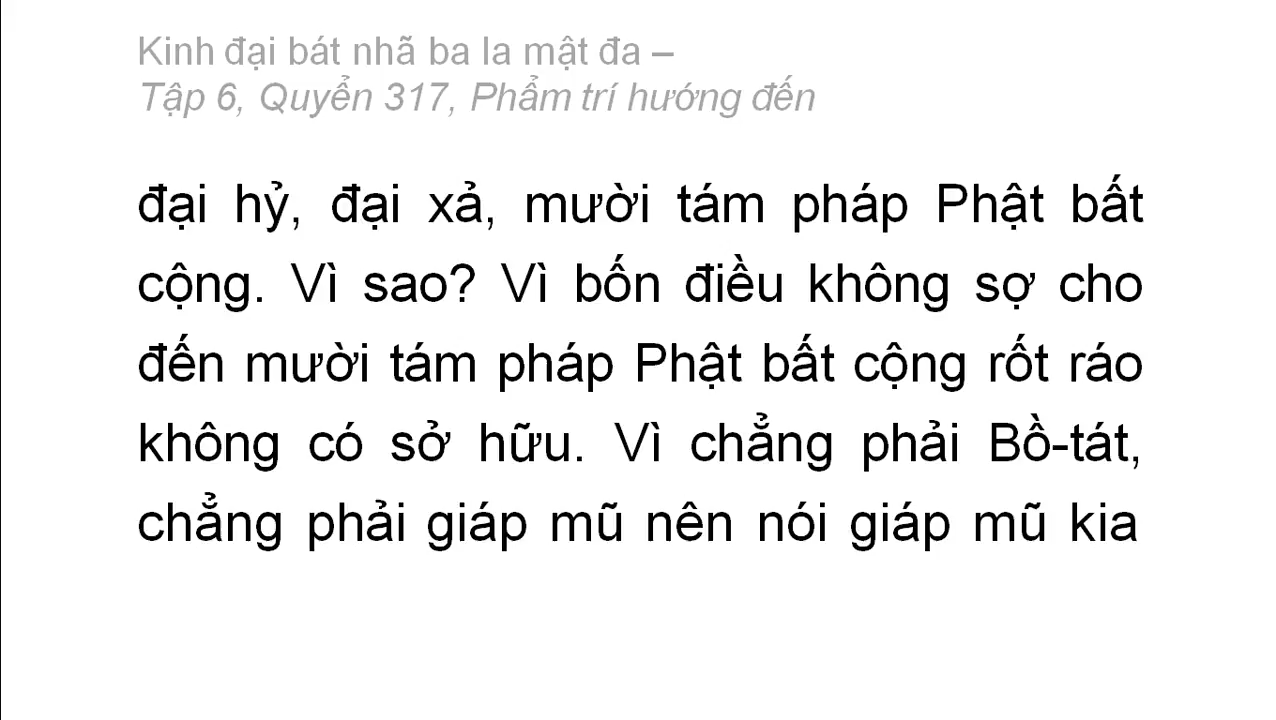 Kinh đại bát nhã ba la mật đa –
Tập 6, Quyển 317, Phẩm trí hướng đến
đại hỷ, đại xả, mười tám pháp Phật bất
cộng. Vì sao? Vì bốn điều không sợ cho
đến mười tám pháp Phật bất cộng rốt ráo
không có sở hữu. Vì chẳng phải Bồ-tát,
chẳng phải giáp mũ nên nói giáp mũ kia